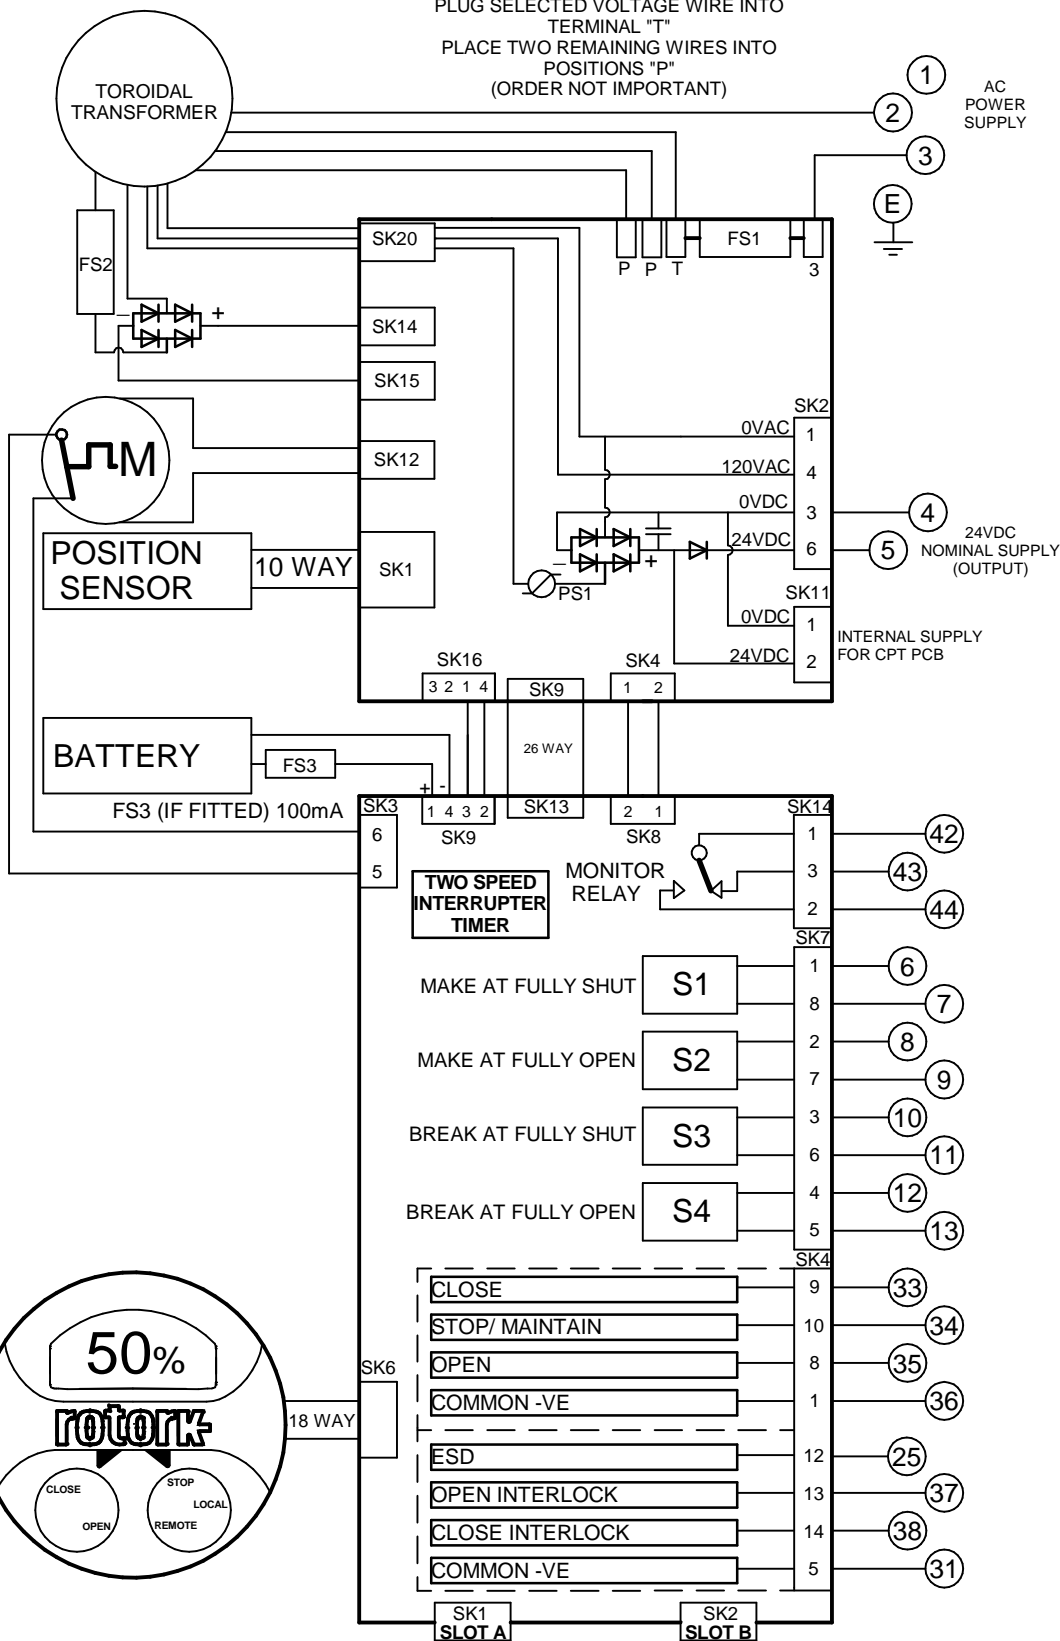 PLUG SELECTED VOLTAGE WIRE INTO
TERMINAL "T"
PLACE TWO REMAINING WIRES INTO
POSITIONS "P"
(ORDER NOT IMPORTANT)
TOROIDAL
TRANSFORMER
1
2
3
E
AC
POWER
SUPPLY
FS2
SK20
P P T
FS1
3
SK14
SK15
SK12
SK1
M
- +
POSITION
SENSOR
10 WAY
SK2
0VAC 1
120VAC 4
0VDC 3
24VDC 6
4
5
24VDC
NOMINAL SUPPLY
(OUTPUT)
- +
PS1
SK11
0VDC 1
24VDC 2
INTERNAL SUPPLY
FOR CPT PCB
SK16
3 2 1 4
SK9
SK4
1 2
26 WAY
BATTERY
FS3
FS3 (IF FITTED) 100mA
+ -
SK3
6
5
1 4 3 2
SK9
SK13
2 1
SK8
TWO SPEED
INTERRUPTER
TIMER
MONITOR
RELAY
SK14
1 42
3 43
2 44
SK7
MAKE AT FULLY SHUT S1
1 6
8 7
MAKE AT FULLY OPEN S2
2 8
7 9
BREAK AT FULLY SHUT S3
3 10
6 11
BREAK AT FULLY OPEN S4
4 12
5 13
SK4
CLOSE 9 33
STOP/ MAINTAIN 10 34
OPEN 8 35
COMMON -VE 1 36
ESD 12 25
OPEN INTERLOCK 13 37
CLOSE INTERLOCK 14 38
COMMON -VE 5 31
50%
rotork
CLOSE
OPEN
STOP
LOCAL
REMOTE
18 WAY
SK6
SK1
SLOT A
SK2
SLOT B